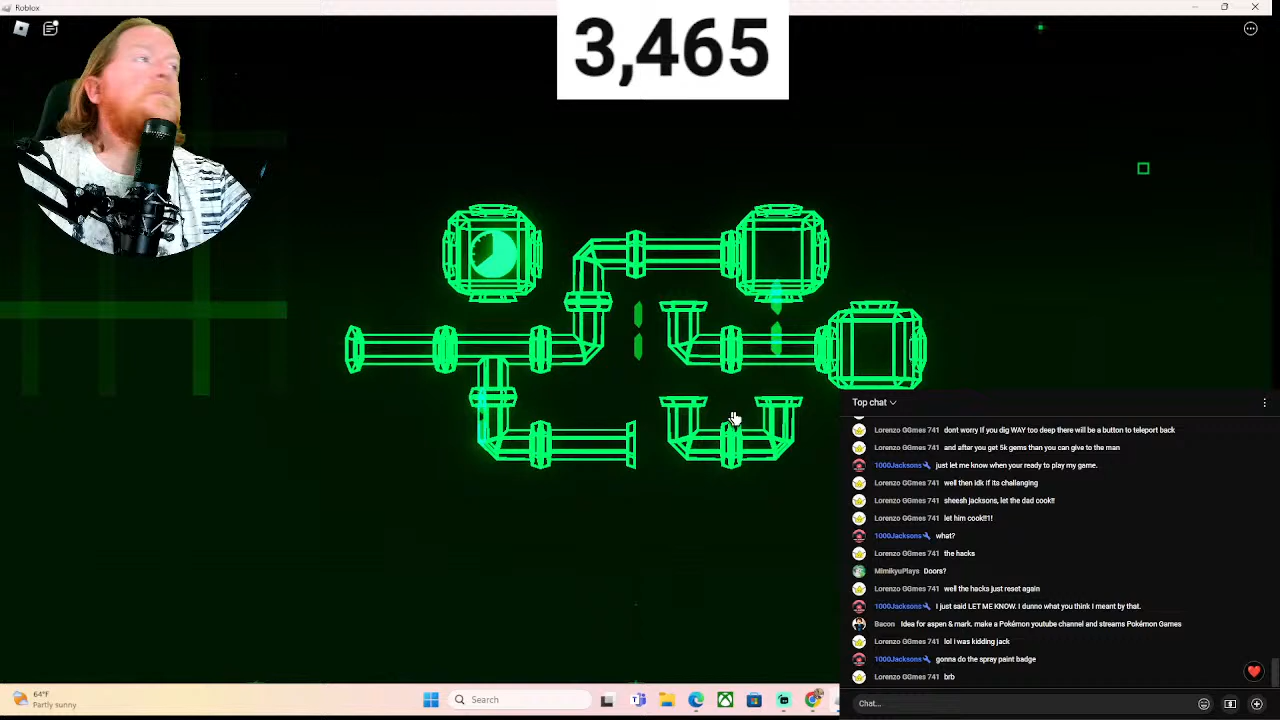 Roblox
3,465
Top chat
Lorenzo GGmes 741 dont worry if you dig WAY too deep there will be a button to teleport back
Lorenzo GGmes 741 and after you get 5k gems than you can give to the man
1000Jacksons just let me know when your ready to play my game.
Lorenzo GGmes 741 well then idk if its challanging
Lorenzo GGmes 741 sheesh jacksons, let the dad cook!!
Lorenzo GGmes 741 let him cook!!1!
1000Jacksons what?
Lorenzo GGmes 741 the hacks
MimikyuPlays Doors?
Lorenzo GGmes 741 well the hacks just reset again
1000Jacksons I just said LET ME KNOW. I dunno what you think I meant by that.
Bacon Idea for aspen & mark. make a Pokémon youtube channel and streams Pokémon Games
Lorenzo GGmes 741 lol i was kidding jack
1000Jacksons gonna do the spray paint badge
Lorenzo GGmes 741 brb
Chat...
64°F
Partly sunny
Search